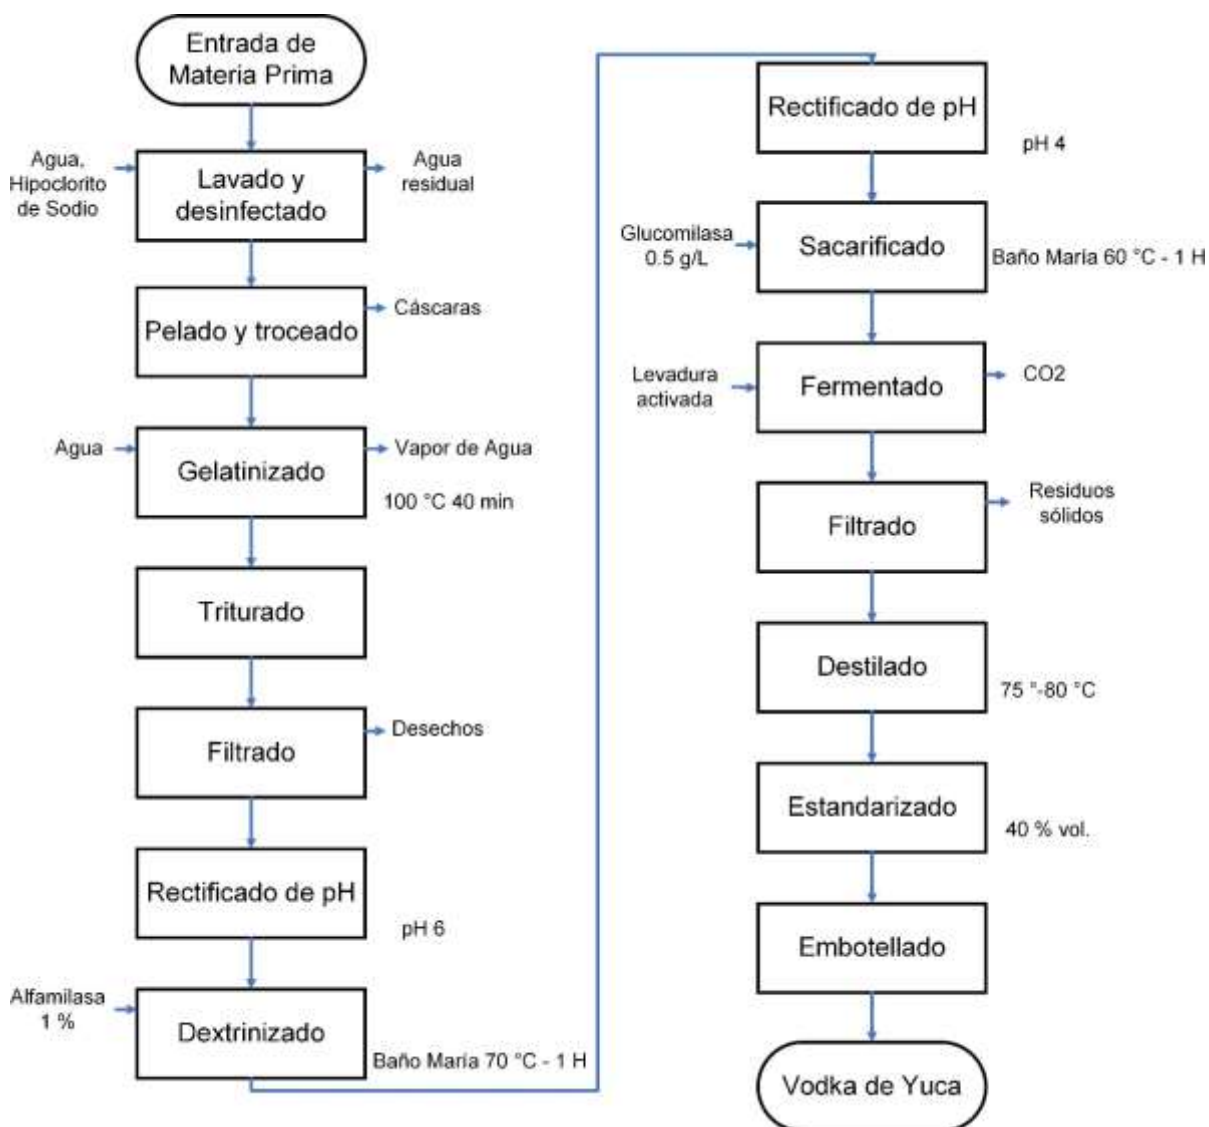 Entrada de
Materia Prima
Agua,
Hipoclorito
de Sodio
Lavado y
desinfectado
Agua
residual
Pelado y troceado
Cáscaras
Agua
Gelatinizado
Vapor de Agua
100 °C 40 min
Triturado
Filtrado
Desechos
Rectificado de pH
pH 6
Alfamilasa
1 %
Dextrinizado
Baño María 70 °C - 1 H
Rectificado de pH
pH 4
Glucomilasa
0.5 g/L
Sacarificado
Baño María 60 °C - 1 H
Levadura
activada
Fermentado
CO2
Filtrado
Residuos
sólidos
Destilado
75 °-80 °C
Estandarizado
40 % vol.
Embotellado
Vodka de Yuca